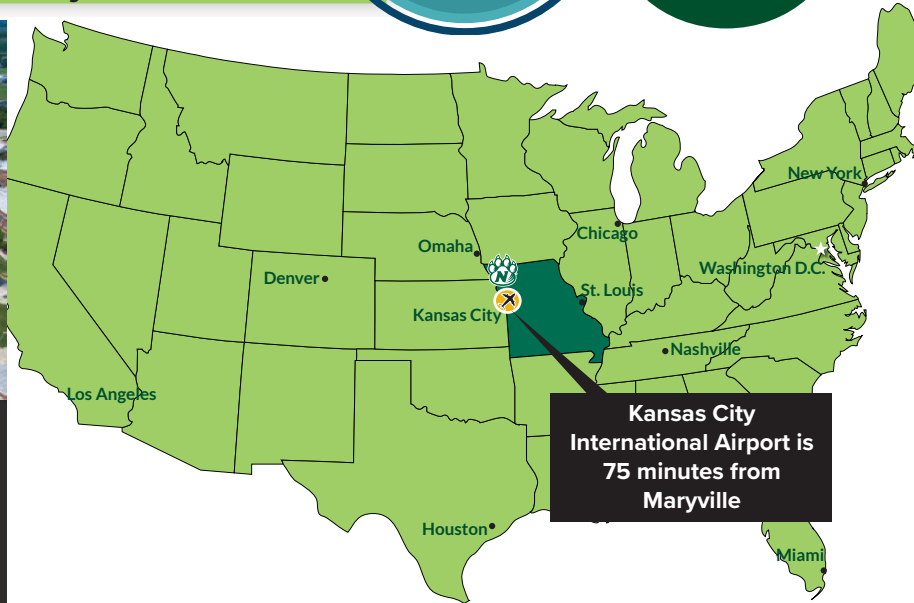 New York
Chicago
Omaha
N
Washington D.C.
Denver
St. Louis
Kansas City
Nashville
Los Angeles
Kansas City
International Airport is
75 minutes from
Maryville
Houston
Miami